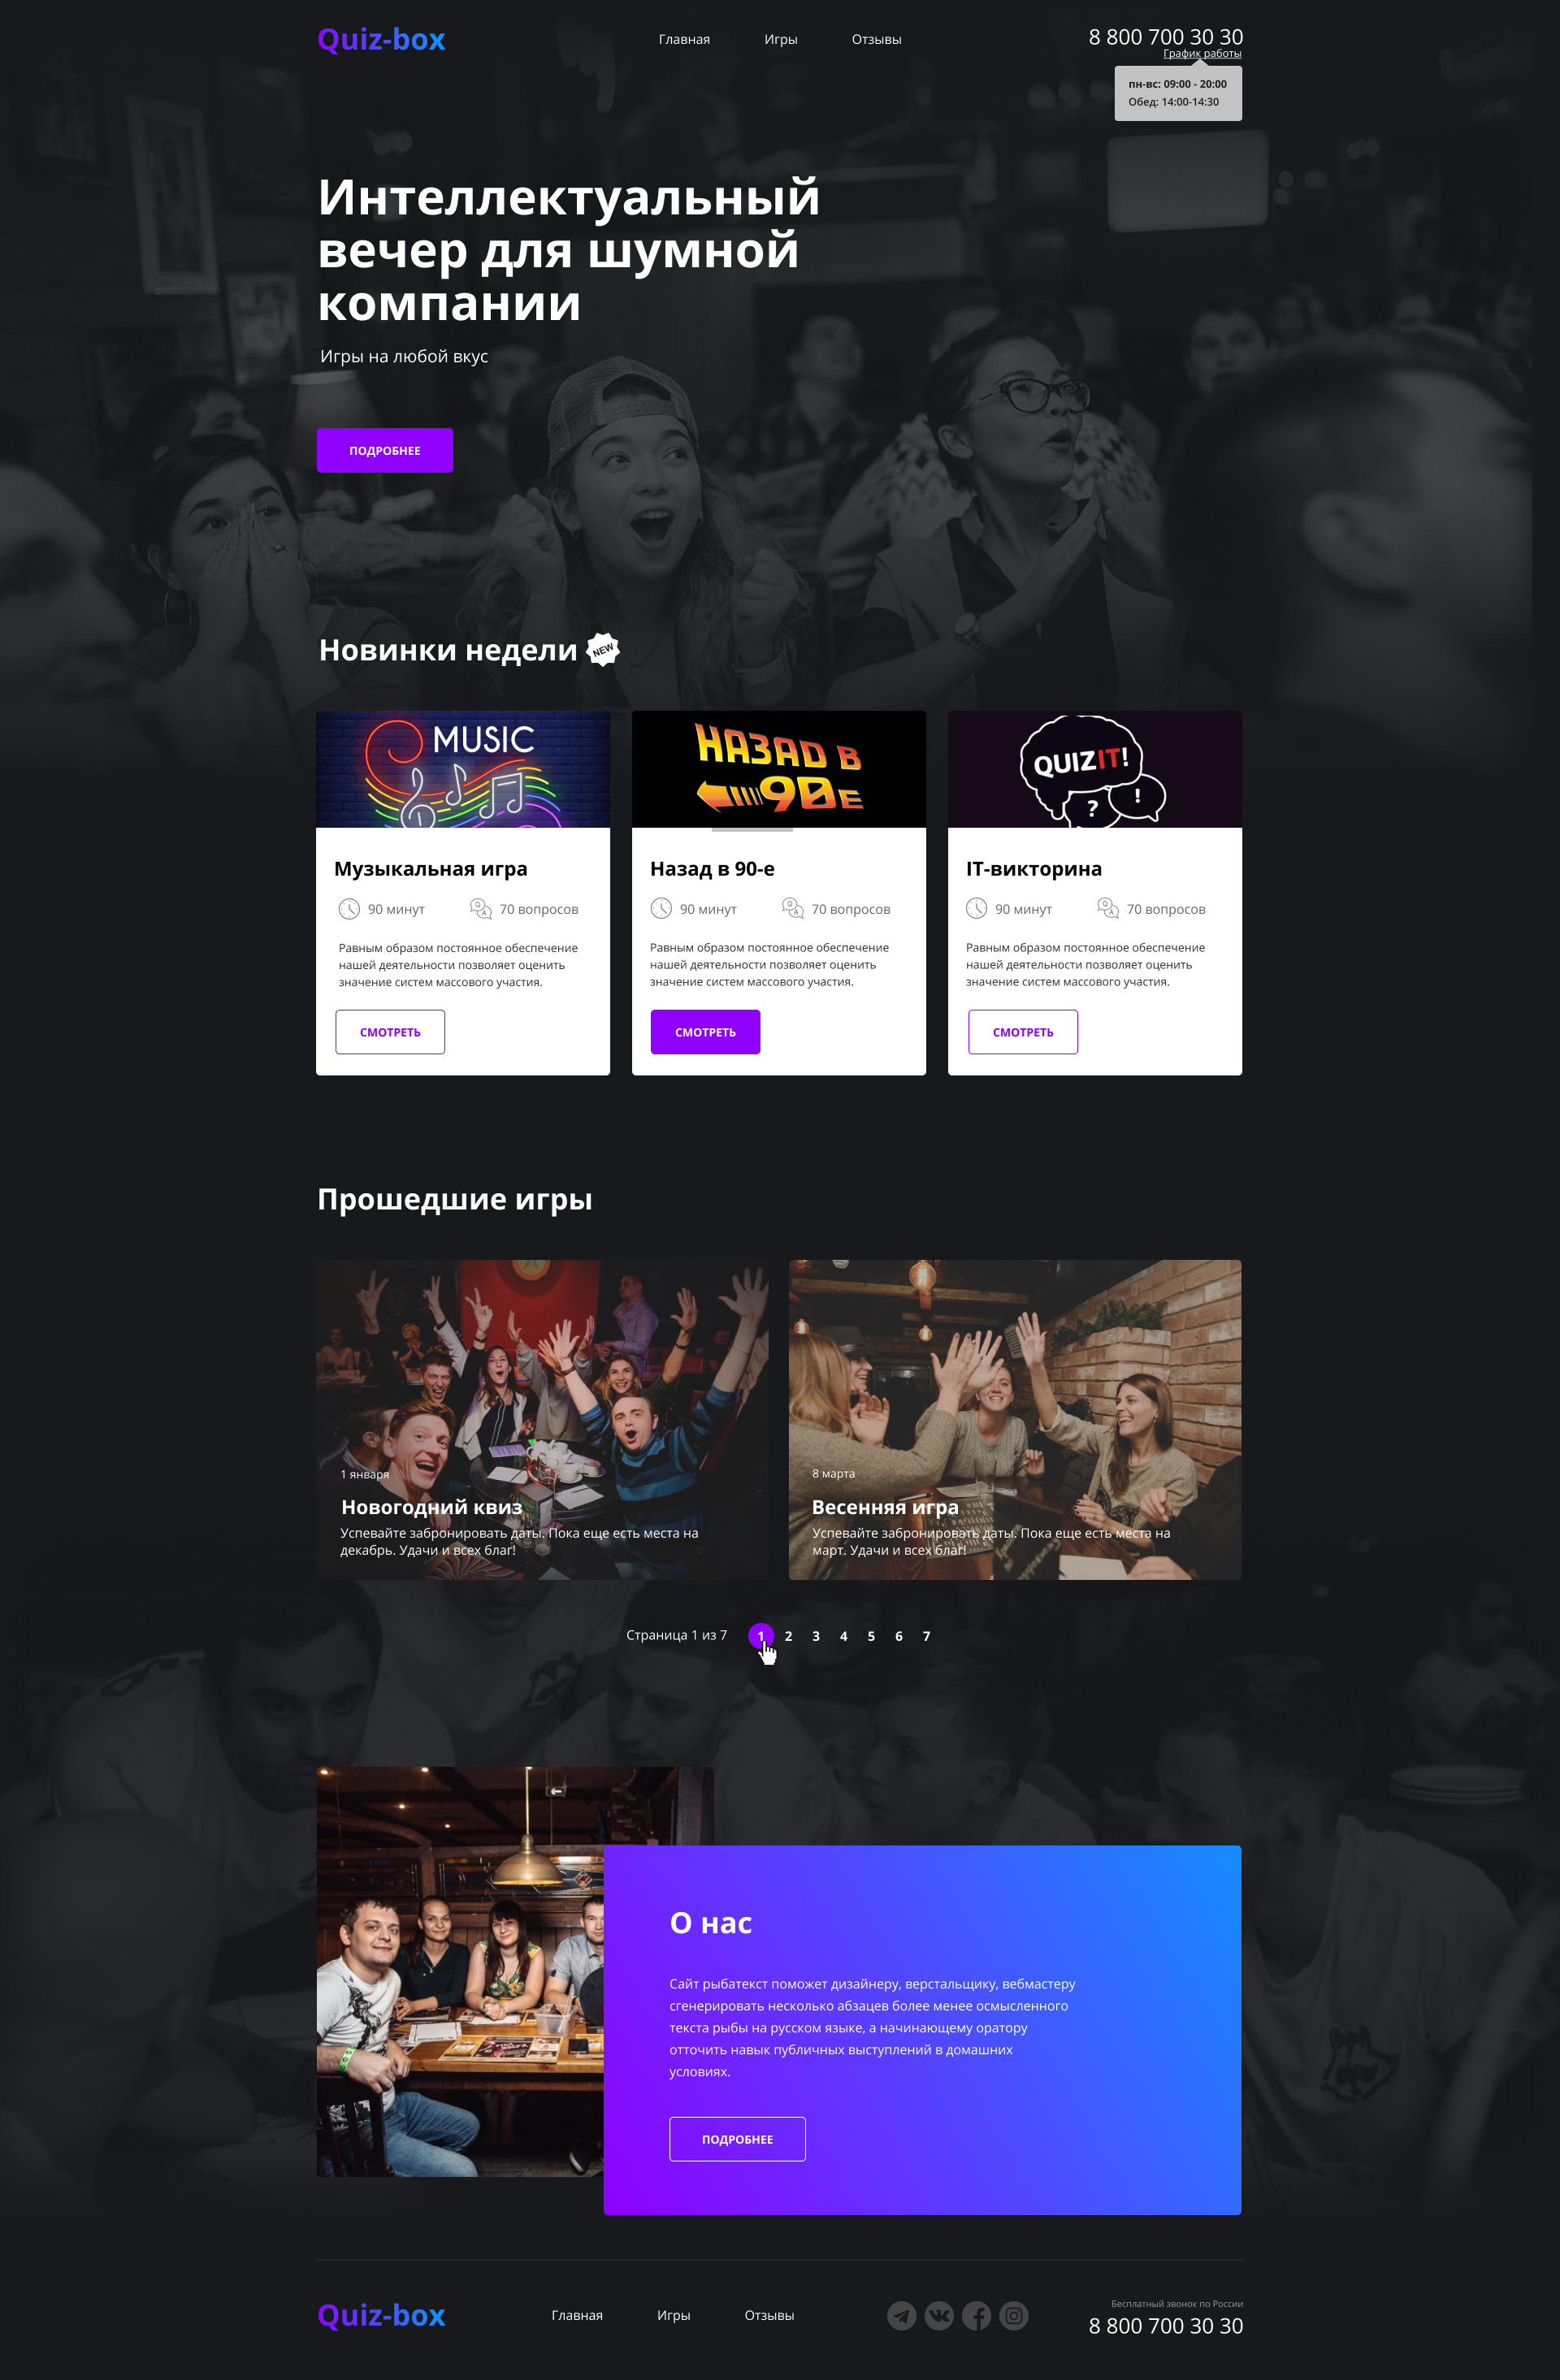 Quiz-box
Главная
Игры
Отзывы
8 800 700 30 30
График работы
пн-вс: 09:00 - 20:00
Обед: 14:00-14:30
Интеллектуальный
вечер для шумной
компании
Игры на любой вкус
ПОДРОБНЕЕ
Новинки недели
NEW
MUSIC
Музыкальная игра
90 минут
Q
A
70 вопросов
Равным образом постоянное обеспечение
нашей деятельности позволяет оценить
значение систем массового участия.
СМОТРЕТЬ
НАЗАД В
90Е
Назад в 90-е
90 минут
Q
A
70 вопросов
Равным образом постоянное обеспечение
нашей деятельности позволяет оценить
значение систем массового участия.
СМОТРЕТЬ
QUIZIT!
? !
IT-викторина
90 минут
Q
A
70 вопросов
Равным образом постоянное обеспечение
нашей деятельности позволяет оценить
значение систем массового участия.
СМОТРЕТЬ
Прошедшие игры
1 января
Новогодний квиз
Успевайте забронировать даты. Пока еще есть места на
декабрь. Удачи и всех благ!
8 марта
Весенняя игра
Успевайте забронировать даты. Пока еще есть места на
март. Удачи и всех благ!
Страница 1 из 7
1 2 3 4 5 6 7
О нас
Сайт рыбатекст поможет дизайнеру, верстальщику, вебмастеру
сгенерировать несколько абзацев более менее осмысленного
текста рыбы на русском языке, а начинающему оратору
отточить навык публичных выступлений в домашних
условиях.
ПОДРОБНЕЕ
Quiz-box
Главная
Игры
Отзывы
Бесплатный звонок по России
8 800 700 30 30